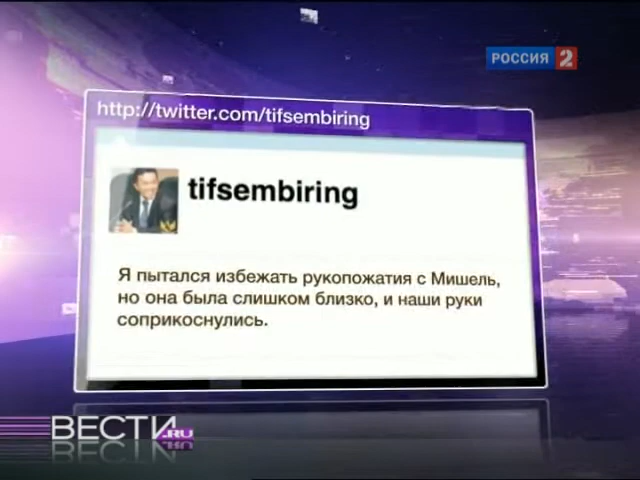 РОССИЯ 2
http://twitter.com/tifsembiring
tifsembiring
Я пытался избежать рукопожатия с Мишель,
но она была слишком близко, и наши руки
соприкоснулись.
ВЕСТИ.RU